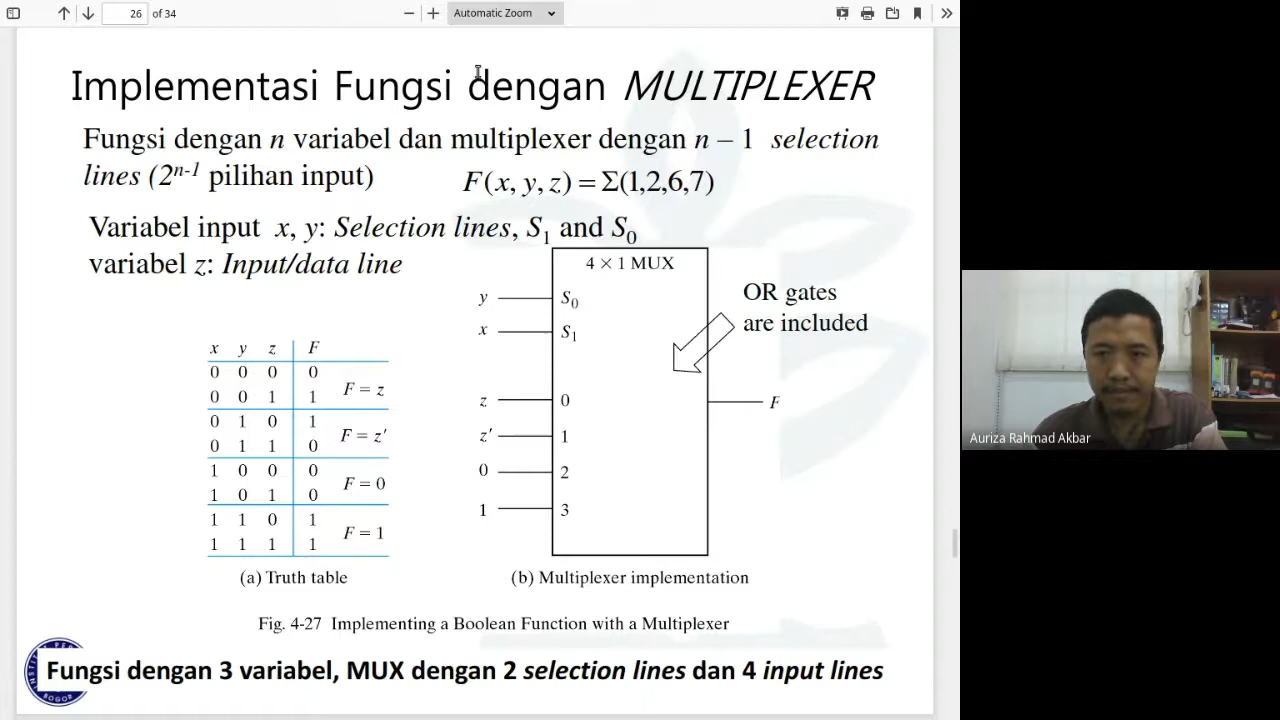 26 of 34
Automatic Zoom
Implementasi Fungsi dengan MULTIPLEXER
Fungsi dengan n variabel dan multiplexer dengan n – 1 selection
lines (2ⁿ⁻¹ pilihan input)
F(x, y, z) = Σ(1,2,6,7)
Variabel input x, y: Selection lines, S₁ and S₀
variabel z: Input/data line
x y z F
0 0 0 0
0 0 1 1
F = z
0 1 0 1
0 1 1 0
F = z′
1 0 0 0
1 0 1 0
F = 0
1 1 0 1
1 1 1 1
F = 1
(a) Truth table
4 × 1 MUX
y S₀
x S₁
z 0
z′ 1
0 2
1 3
F
OR gates
are included
(b) Multiplexer implementation
Fig. 4-27 Implementing a Boolean Function with a Multiplexer
Fungsi dengan 3 variabel, MUX dengan 2 selection lines dan 4 input lines
BOGOR
Auriza Rahmad Akbar